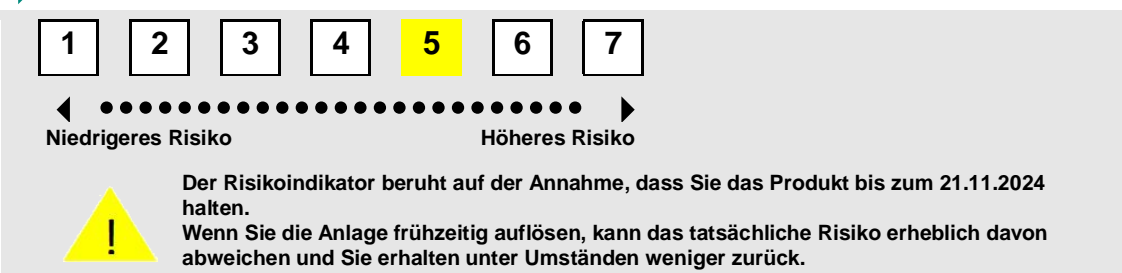 1 2 3 4 5 6 7
Niedrigeres Risiko Höheres Risiko
Der Risikoindikator beruht auf der Annahme, dass Sie das Produkt bis zum 21.11.2024
halten.
Wenn Sie die Anlage frühzeitig auflösen, kann das tatsächliche Risiko erheblich davon
! abweichen und Sie erhalten unter Umständen weniger zurück.